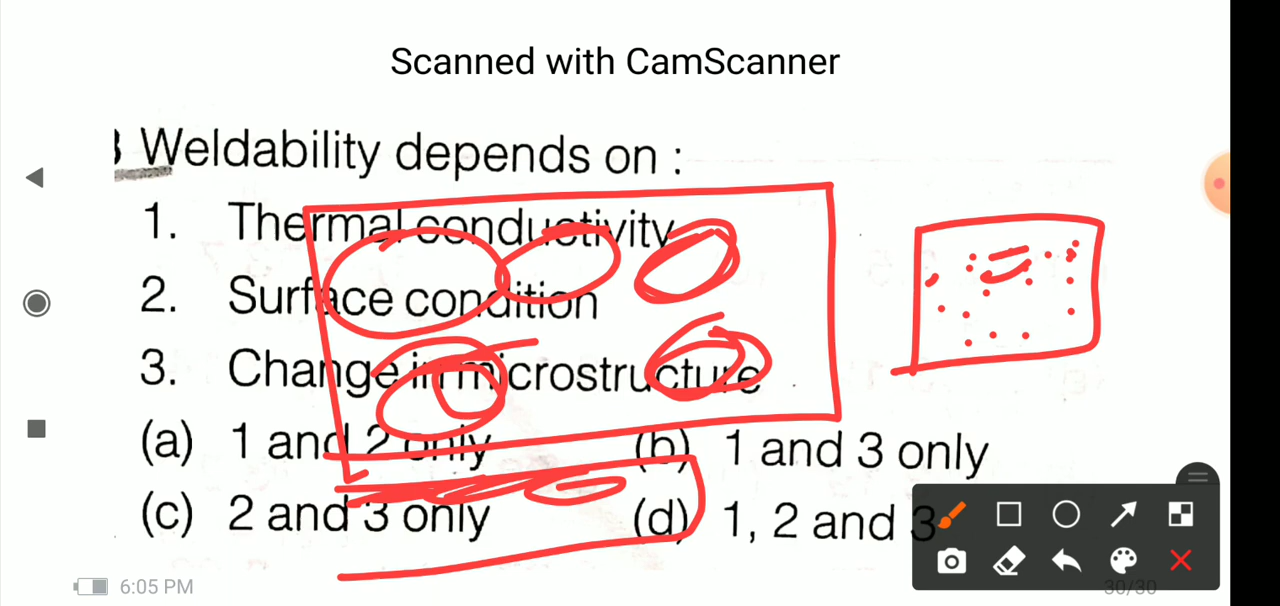 Scanned with CamScanner
Weldability depends on :
1. Thermal conductivity
2. Surface condition
3. Change in microstructure
(a) 1 and 2 only (b) 1 and 3 only
(c) 2 and 3 only (d) 1, 2 and 3
6:05 PM
30/30